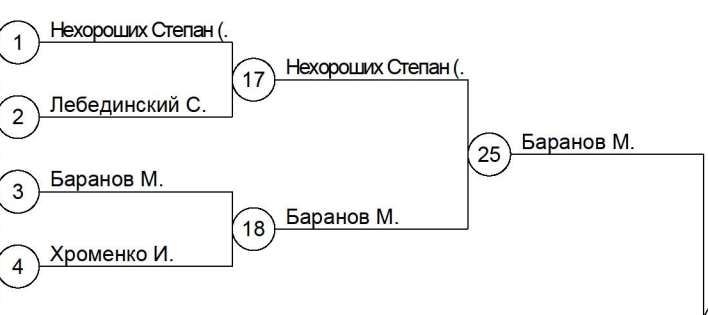 1 Нехороших Степан (.
17 Нехороших Степан (.
2 Лебединский С.
25 Баранов М.
3 Баранов М.
18 Баранов М.
4 Хроменко И.